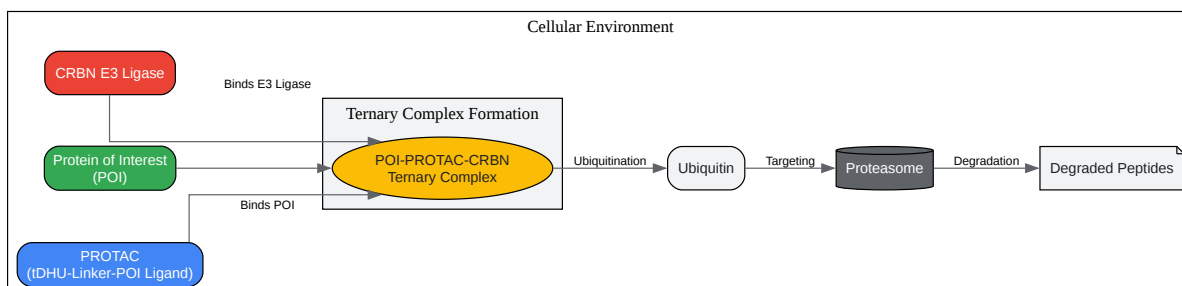 Cellular Environment
CRBN E3 Ligase
Binds E3 Ligase
Ternary Complex Formation
Protein of Interest
(POI)
POI-PROTAC-CRBN
Ternary Complex
Ubiquitination
Ubiquitin
Targeting
Proteasome
Degradation
Degraded Peptides
Binds POI
PROTAC
(tDHU-Linker-POI Ligand)